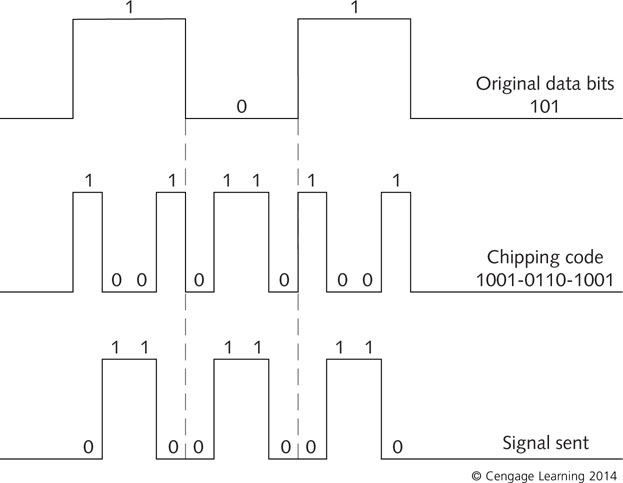 1 1
0
Original data bits
101
1 1 1 1 1 1
0 0 0 0 0 0
Chipping code
1001-0110-1001
1 1 1 1 1 1
0 0 0 0 0 0
Signal sent
© Cengage Learning 2014